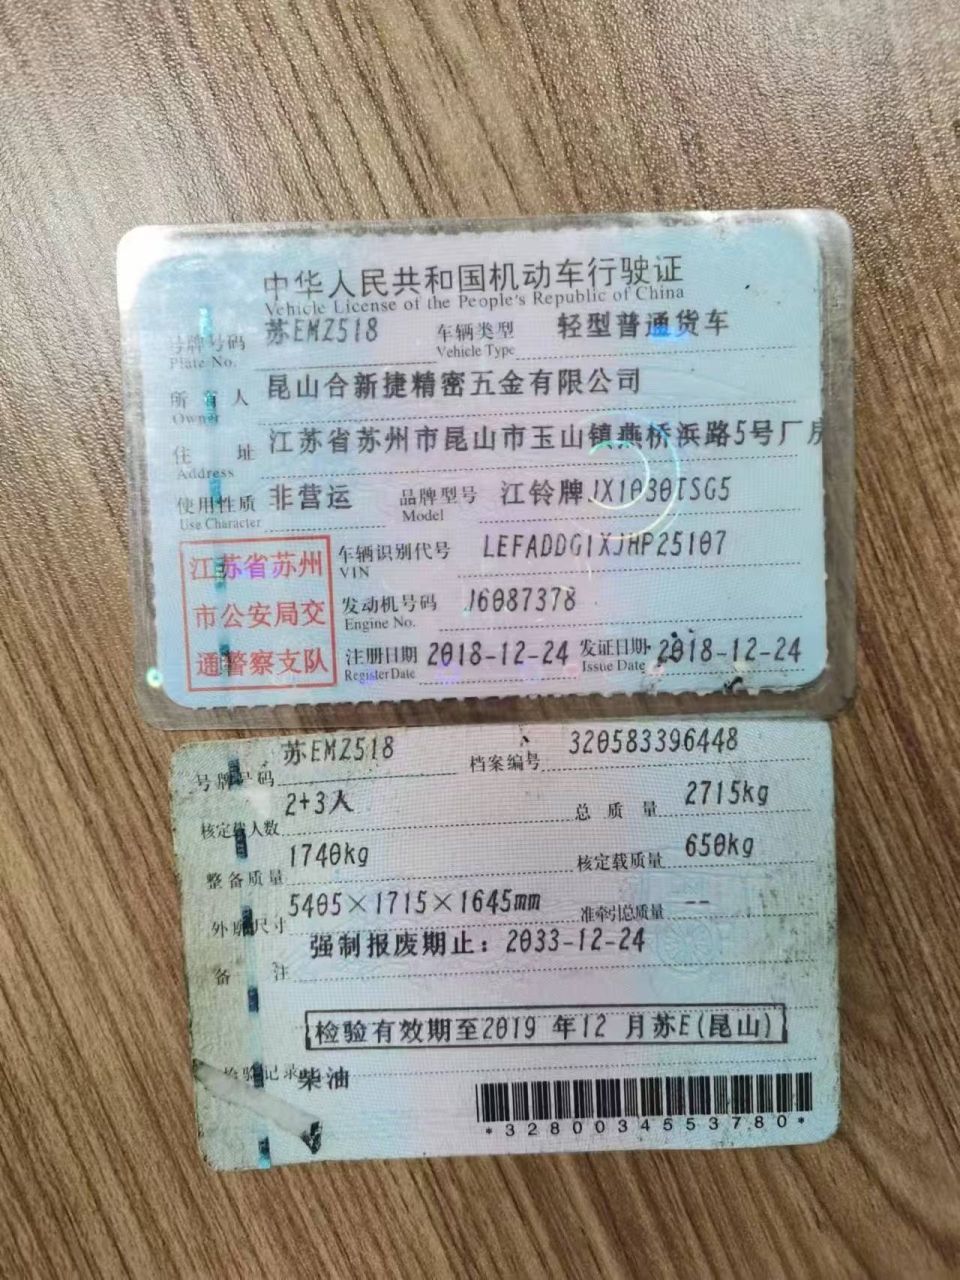 中华人民共和国机动车行驶证
Vehicle License of the People's Republic of China
号牌号码 苏EMZ518 车辆类型 轻型普通货车
Plate No. Vehicle Type
所有人 昆山合新捷精密五金有限公司
Owner
住址 江苏省苏州市昆山市玉山镇燕桥浜路5号厂房
Address
使用性质 非营运 品牌型号 江铃牌JX1030TSG5
Use Character Model
江苏省苏州
市公安局交
通警察支队
车辆识别代号 LEFADDG1XJHP25107
VIN
发动机号码 J6087378
Engine No.
注册日期 2018-12-24 发证日期 2018-12-24
Register Date Issue Date
号牌号码 苏EMZ518 档案编号 320583396448
核定载人数 2+3人 总质量 2715kg
整备质量 1740kg 核定载质量 650kg
外廓尺寸 5405×1715×1645mm 准牵引总质量 --
备注 强制报废期止：2033-12-24
检验有效期至2019 年12 月苏E(昆山)
检验记录 柴油
*3280034553780*